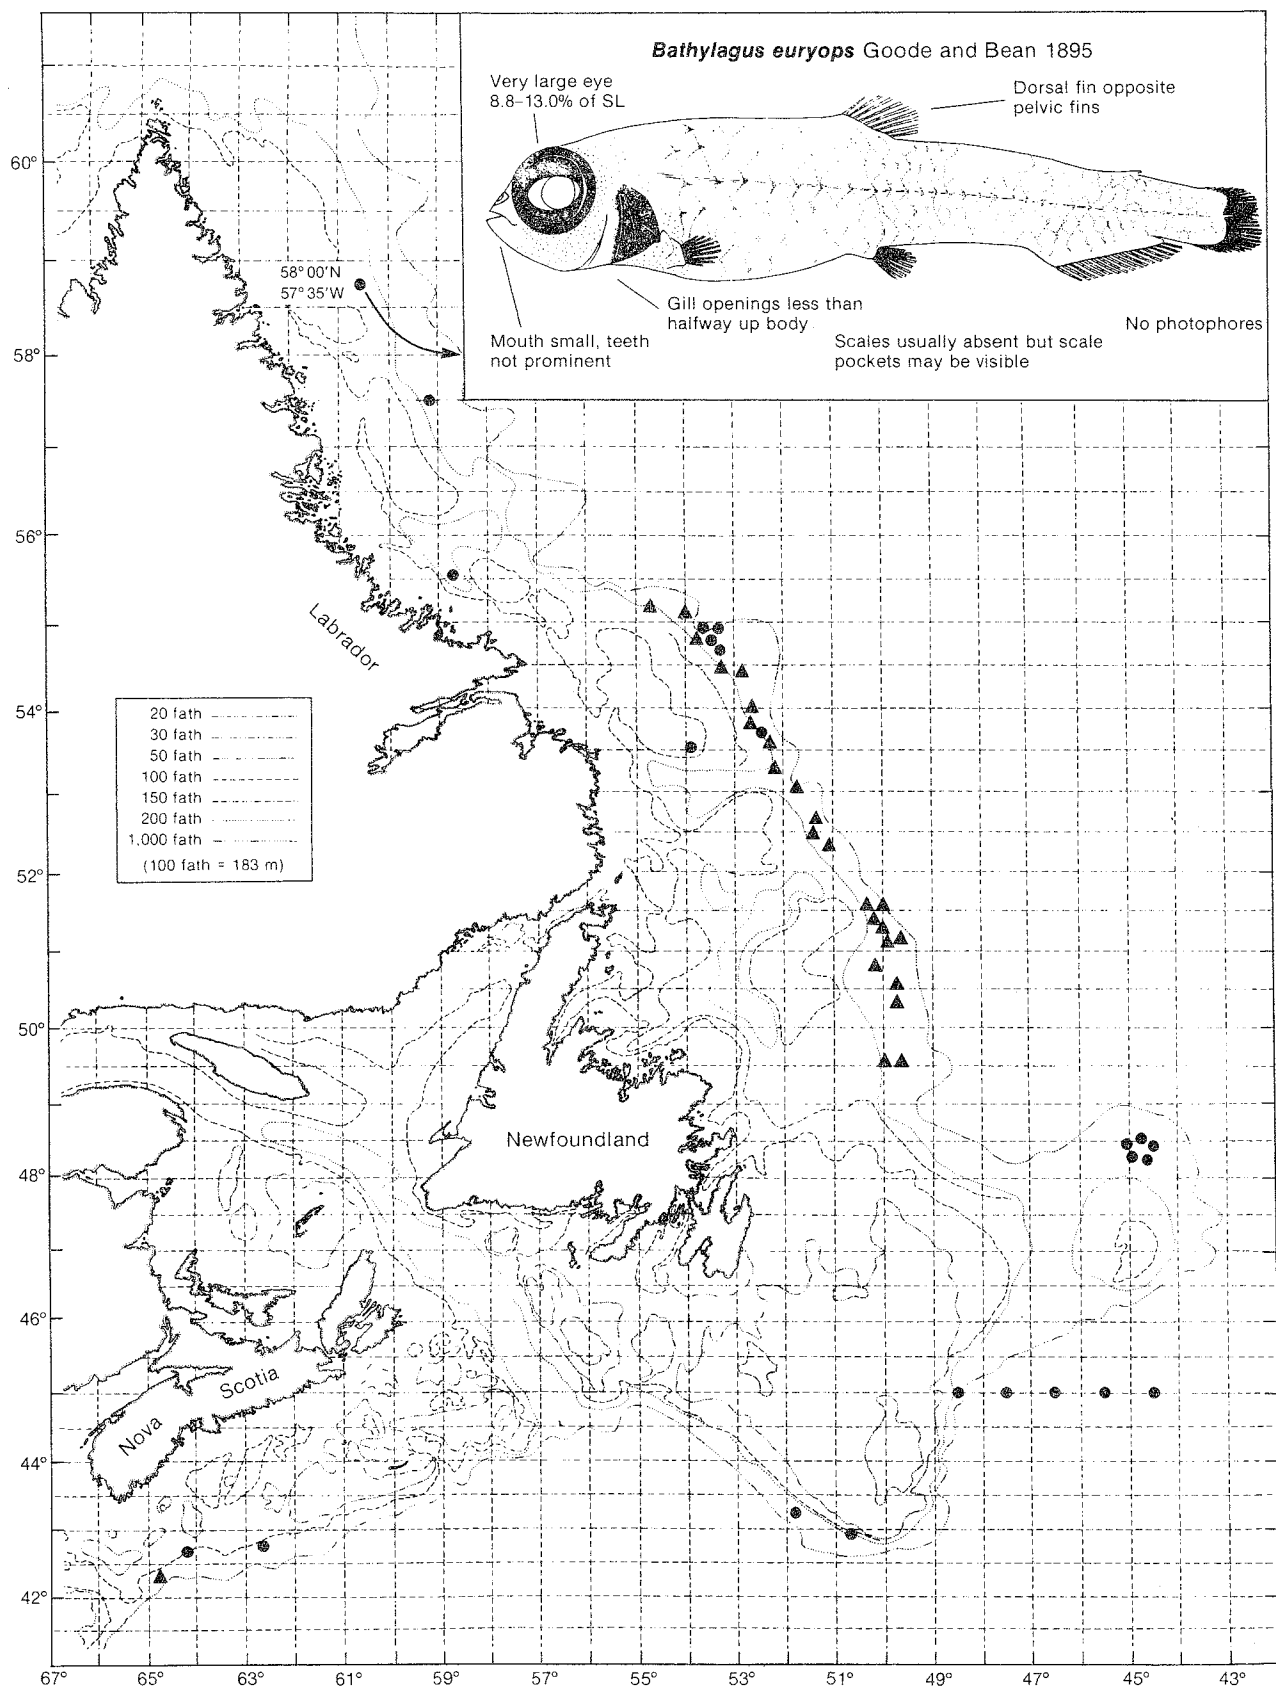 Bathylagus euryops Goode and Bean 1895
Very large eye
8.8–13.0% of SL
Dorsal fin opposite
pelvic fins
Gill openings less than
halfway up body
Mouth small, teeth
not prominent
Scales usually absent but scale
pockets may be visible
No photophores
58°00'N
57°35'W
60°
58°
56°
54°
52°
50°
48°
46°
44°
42°
Labrador
20 fath
30 fath
50 fath
100 fath
150 fath
200 fath
1,000 fath
(100 fath = 183 m)
Newfoundland
Nova Scotia
67° 65° 63° 61° 59° 57° 55° 53° 51° 49° 47° 45° 43°